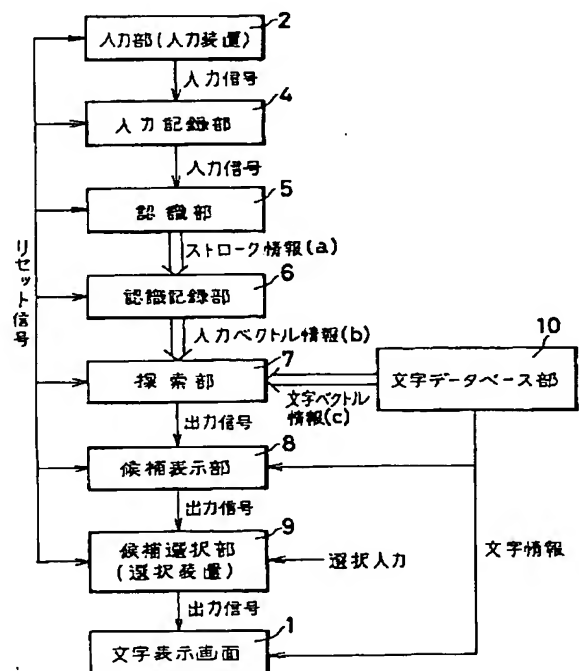 2
入力部(入力装置)
入力信号
4
入力記録部
入力信号
5
認識部
ストローク情報(a)
6
認識記録部
入力ベクトル情報(b)
10
7
探索部
文字データベース部
文字ベクトル
情報(c)
出力信号
8
候補表示部
出力信号
9
候補選択部
(選択装置)
選択入力
文字情報
出力信号
1
文字表示画面
リセット信号